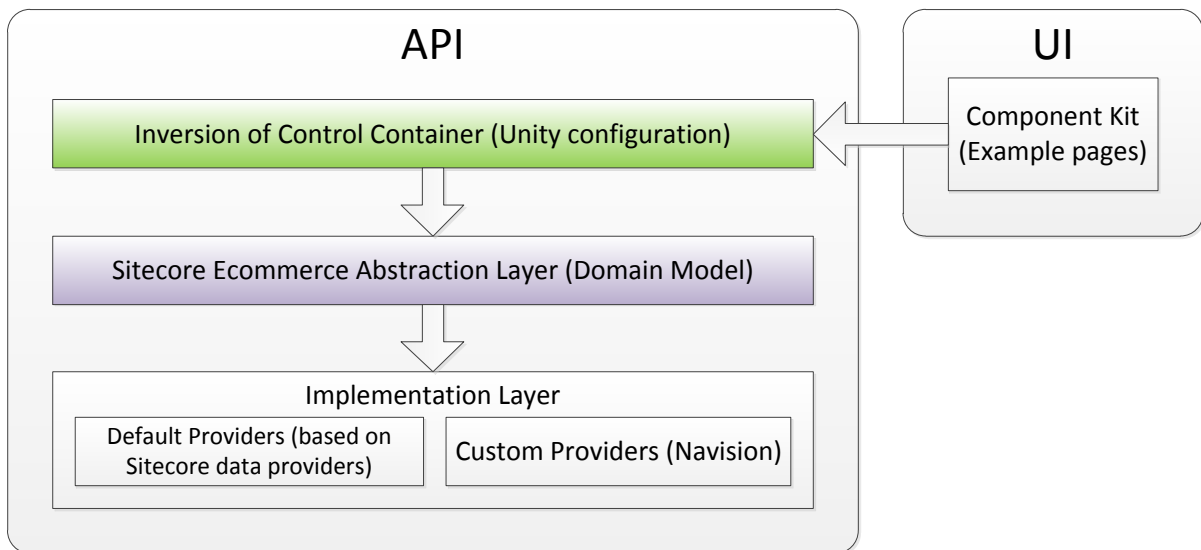 API
Inversion of Control Container (Unity configuration)
Sitecore Ecommerce Abstraction Layer (Domain Model)
Implementation Layer
Default Providers (based on
Sitecore data providers)
Custom Providers (Navision)
UI
Component Kit
(Example pages)